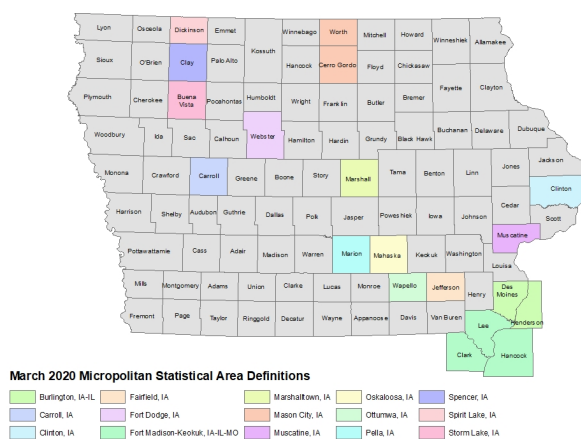 Lyon Osceola Dickinson Emmet Winnebago Worth Mitchell Howard Winneshiek Allamakee
Kossuth
Sioux O'Brien Clay Palo Alto Hancock Cerro Gordo Floyd Chickasaw
Fayette Clayton
Plymouth Cherokee Buena Vista Pocahontas Humboldt Wright Franklin Butler Bremer
Woodbury Ida Sac Calhoun Webster Hamilton Hardin Grundy Black Hawk Buchanan Delaware Dubuque
Monona Crawford Carroll Greene Boone Story Marshall Tama Benton Linn Jones Jackson
Clinton
Harrison Shelby Audubon Guthrie Dallas Polk Jasper Poweshiek Iowa Johnson Cedar Scott
Muscatine
Pottawattamie Cass Adair Madison Warren Marion Mahaska Keokuk Washington Louisa
Mills Montgomery Adams Union Clarke Lucas Monroe Wapello Jefferson Henry Des Moines
Fremont Page Taylor Ringgold Decatur Wayne Appanoose Davis Van Buren Lee Henderson
Clark Hancock
March 2020 Micropolitan Statistical Area Definitions
Burlington, IA-IL Fairfield, IA Marshalltown, IA Oskaloosa, IA Spencer, IA
Carroll, IA Fort Dodge, IA Mason City, IA Ottumwa, IA Spirit Lake, IA
Clinton, IA Fort Madison-Keokuk, IA-IL-MO Muscatine, IA Pella, IA Storm Lake, IA